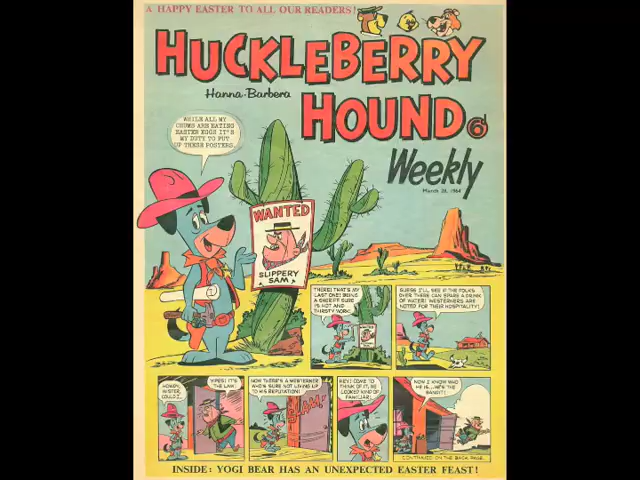 A HAPPY EASTER TO ALL OUR READERS!
HUCKLEBERRY
Hanna-Barbera
HOUND
6d
Weekly
March 28, 1964
WHILE ALL MY
CHUMS ARE EATING
EASTER EGGS IT'S
MY DUTY TO PUT
UP THESE POSTERS...
WANTED
SLIPPERY
SAM
THERE! THAT'S MY
LAST ONE! BEING
A SHERIFF SURE
IS HOT AND
THIRSTY WORK.
GUESS I'LL SEE IF THE FOLKS
OVER THERE CAN SPARE A DRINK
OF WATER! WESTERNERS ARE
NOTED FOR THEIR HOSPITALITY!
HOWDY,
MISTER,
COULD I...
YIPES! IT'S
THE LAW!
NOW THERE'S A WESTERNER
WHO'S SURE NOT LIVING UP
TO HIS REPUTATION!
SLAM!
HEY! COME TO
THINK OF IT, HE
LOOKED KIND OF
FAMILIAR!
NOW I KNOW WHO
HE IS... HE'S THE
BANDIT!
CONTINUED ON THE BACK PAGE.
INSIDE: YOGI BEAR HAS AN UNEXPECTED EASTER FEAST!